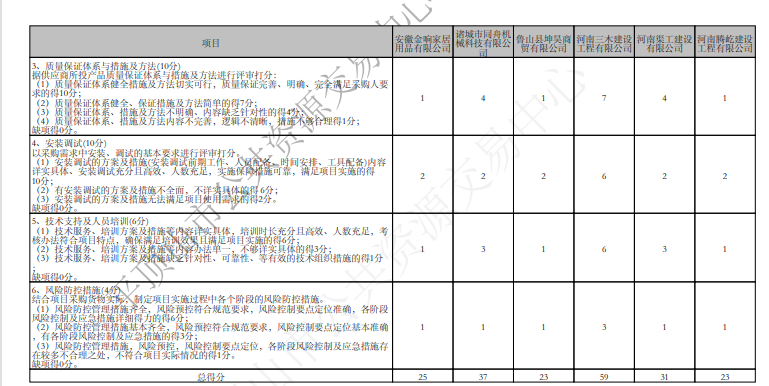 项目
安徽金响家居
用品有限公司
诸城市同舟机
械科技有限公
司
鲁山县坤昊商
贸有限公司
河南三木建设
工程有限公司
河南渠工建设
有限公司
河南腾屹建设
工程有限公司
3、质量保证体系与措施及方法(10分)
据供应商所投产品质量保证体系与措施及方法进行评审打分:
(1) 质量保证体系健全措施及方法切实可行，质量保证完善、明确、完全满足采购人要
求的得10分;
(2) 质量保证体系健全、保证措施及方法简单的得7分;
(3) 质量保证体系、措施及方法不明确、内容缺乏针对性的得4分;
(4) 质量保证体系、措施及方法内容不完善，逻辑不清晰，措施不够合理得1分;
缺项得0分。
1 4 1 7 4 1
4、安装调试(10分)
以采购需求中安装、调试的基本要求进行评审打分。
(1) 安装调试的方案及措施(安装调试前期工作、人员配备、时间安排、工具配备)内容
详实具体、安装调试充分且高效、人数充足，实施保障措施可靠，满足项目实施的得
10分;
(2) 有安装调试的方案及措施不全面，不详实具体的得 6分;
(3) 安装调试的方案及措施无法满足项目使用需求的得2分。
缺项得0分。
2 2 2 6 2 2
5、技术支持及人员培训(6分)
(1) 技术服务、培训方案及措施等内容详实具体，培训时长充分且高效、人数充足，考
核办法符合项目特点，确保满足培训效果且满足项目实施的得6分;
(2) 技术服务、培训方案及措施等内容办法单一，不够详实具体的得3分;
(3) 技术服务、培训方案及措施缺乏针对性、可靠性、等有效的技术组织措施的得1分
;
缺项得0分。
1 3 1 6 3 1
6、风险防控措施(4分)
结合项目采购货物实际，制定项目实施过程中各个阶段的风险防控措施。
(1) 风险防控管理措施齐全，风险预控符合规范要求，风险控制要点定位准确，各阶段
风险控制及应急措施详细得力的得6分;
(2) 风险防控管理措施基本齐全，风险预控符合规范要求，风险控制要点定位基本准确
，有各阶段风险控制及应急措施的得3分;
(3) 风险防控管理措施，风险预控，风险控制要点定位，各阶段风险控制及应急措施存
在较多不合理之处，不符合项目实际情况的得1分。
缺项得0分。
1 1 1 3 1 1
总得分 25 37 23 59 31 23
平顶山市公共资源交易中心